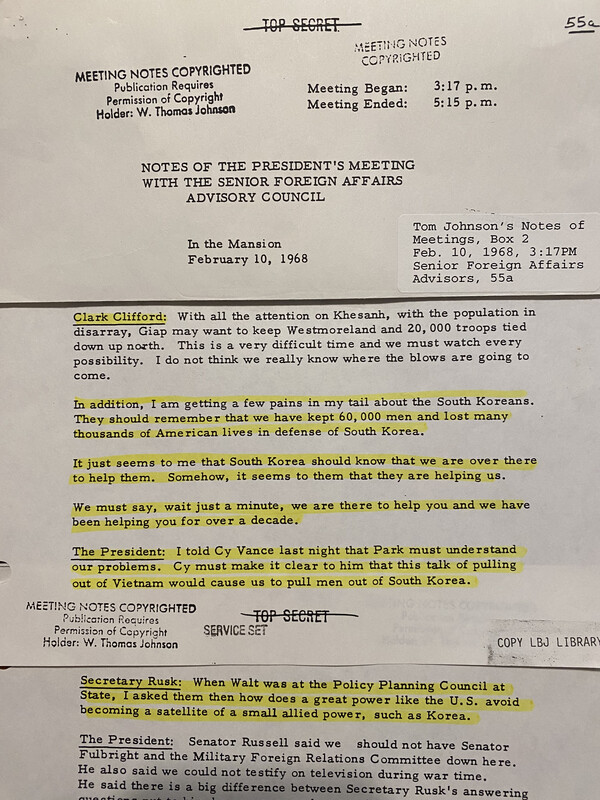 TOP SECRET
55a
MEETING NOTES
COPYRIGHTED
MEETING NOTES COPYRIGHTED
Publication Requires
Permission of Copyright
Holder: W. Thomas Johnson
Meeting Began: 3:17 p.m.
Meeting Ended: 5:15 p.m.
NOTES OF THE PRESIDENT'S MEETING
WITH THE SENIOR FOREIGN AFFAIRS
ADVISORY COUNCIL
In the Mansion
February 10, 1968
Tom Johnson's Notes of
Meetings, Box 2
Feb. 10, 1968, 3:17PM
Senior Foreign Affairs
Advisors, 55a
Clark Clifford: With all the attention on Khesanh, with the population in
disarray, Giap may want to keep Westmoreland and 20,000 troops tied
down up north. This is a very difficult time and we must watch every
possibility. I do not think we really know where the blows are going to
come.
In addition, I am getting a few pains in my tail about the South Koreans.
They should remember that we have kept 60,000 men and lost many
thousands of American lives in defense of South Korea.
It just seems to me that South Korea should know that we are over there
to help them. Somehow, it seems to them that they are helping us.
We must say, wait just a minute, we are there to help you and we have
been helping you for over a decade.
The President: I told Cy Vance last night that Park must understand
our problems. Cy must make it clear to him that this talk of pulling
out of Vietnam would cause us to pull men out of South Korea.
MEETING NOTES COPYRIGHTED
Publication Requires
Permission of Copyright
Holder: W. Thomas Johnson
TOP SECRET
SERVICE SET
COPY LBJ LIBRARY
Secretary Rusk: When Walt was at the Policy Planning Council at
State, I asked them then how does a great power like the U.S. avoid
becoming a satellite of a small allied power, such as Korea.
The President: Senator Russell said we should not have Senator
Fulbright and the Military Foreign Relations Committee down here.
He also said we could not testify on television during war time.
He said there is a big difference between Secretary Rusk's answering